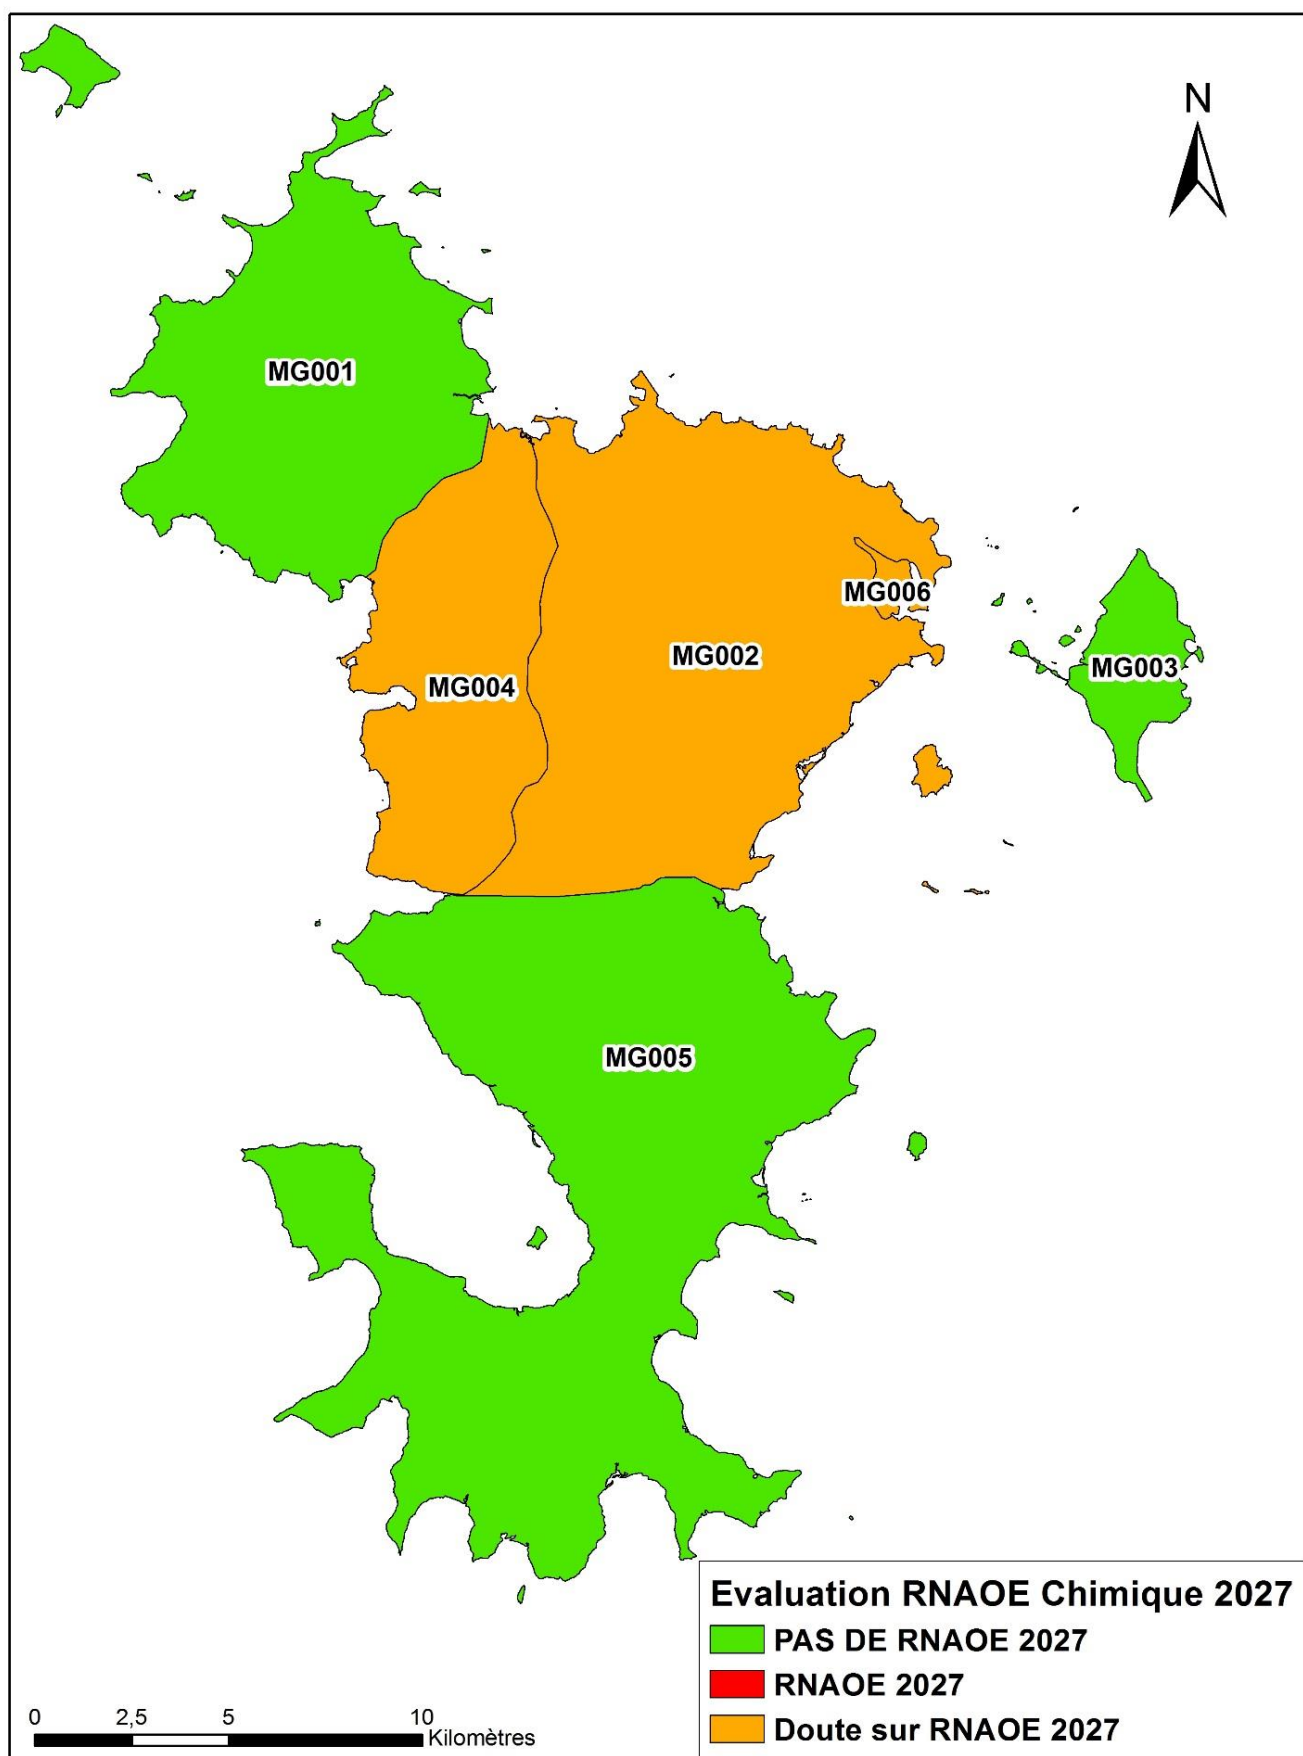 N
MG001
MG006
MG002
MG003
MG004
MG005
Evaluation RNAOE Chimique 2027
PAS DE RNAOE 2027
RNAOE 2027
Doute sur RNAOE 2027
0 2,5 5 10
Kilomètres